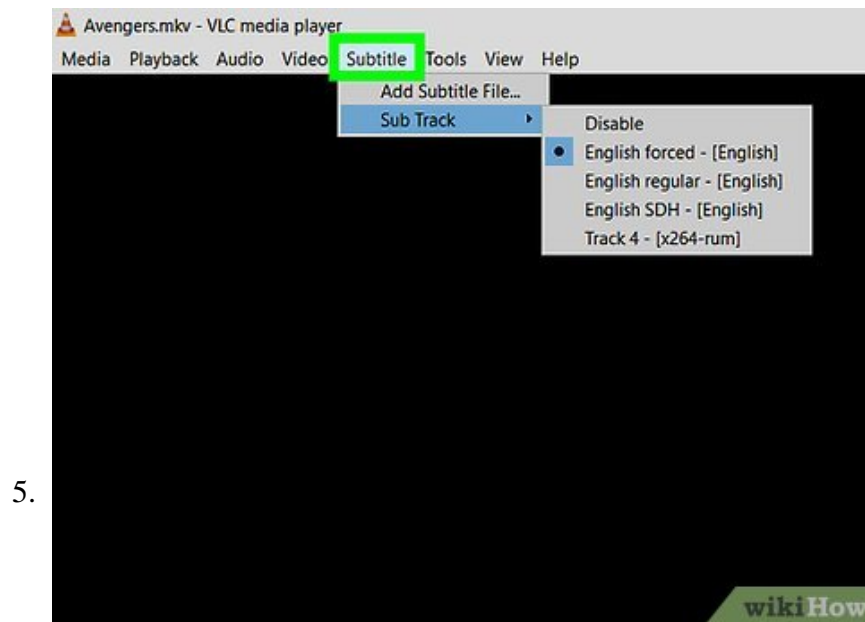 Avengers.mkv - VLC media player
Media Playback Audio Video Subtitle Tools View Help
Add Subtitle File...
Sub Track
Disable
English forced - [English]
English regular - [English]
English SDH - [English]
Track 4 - [x264-rum]
5.
wikiHow